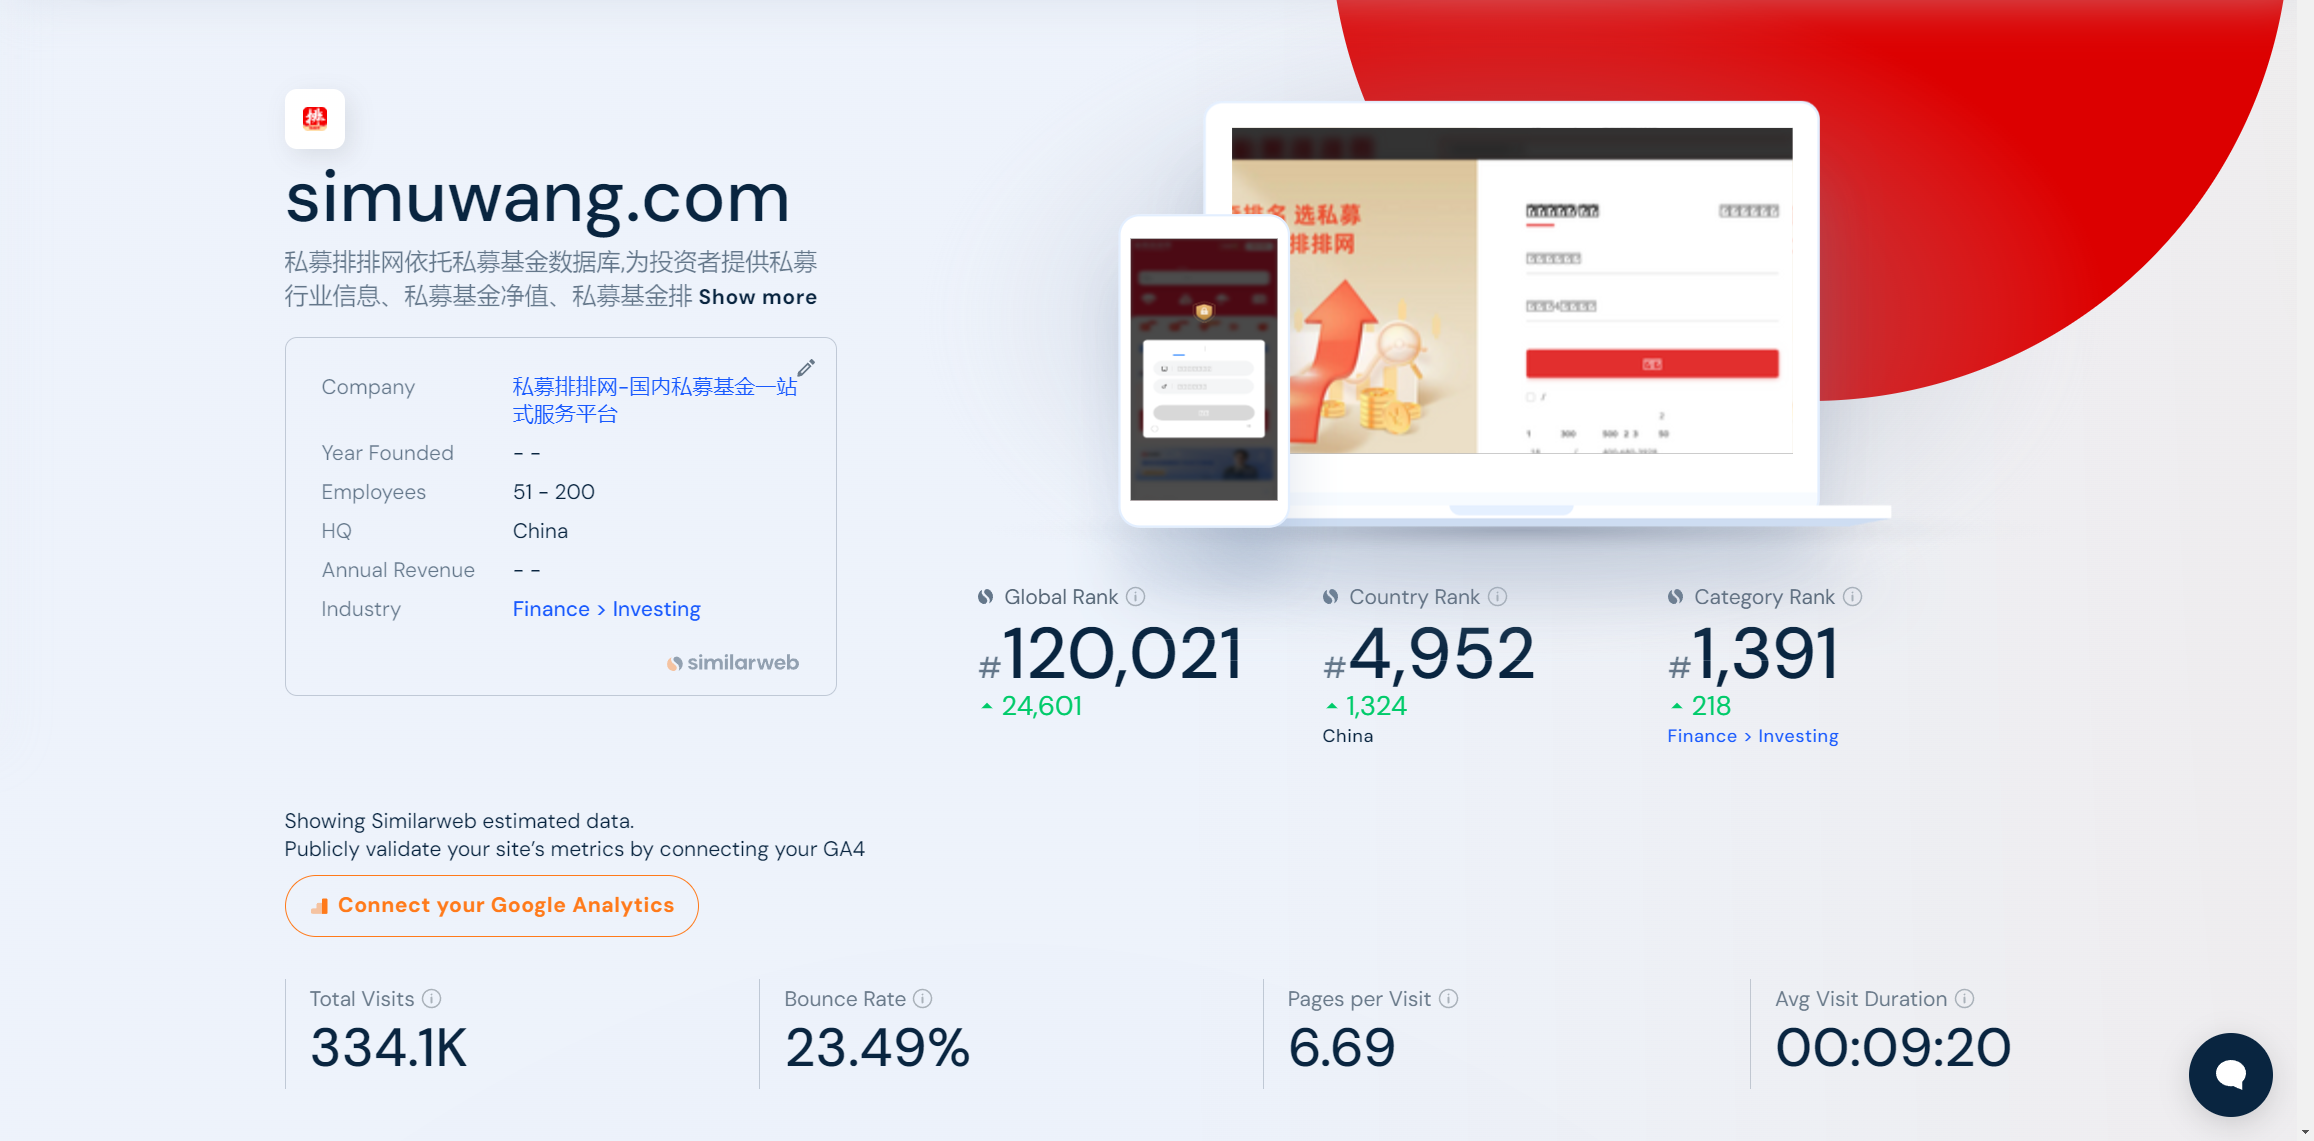 排
simuwang.com
私募排排网依托私募基金数据库,为投资者提供私募
行业信息、私募基金净值、私募基金排 Show more
Company 私募排排网-国内私募基金一站
式服务平台
Year Founded - -
Employees 51 - 200
HQ China
Annual Revenue - -
Industry Finance > Investing
similarweb
排名 选私募
排排网
Global Rank
#120,021
24,601
Country Rank
#4,952
1,324
China
Category Rank
#1,391
218
Finance > Investing
Showing Similarweb estimated data.
Publicly validate your site’s metrics by connecting your GA4
Connect your Google Analytics
Total Visits
334.1K
Bounce Rate
23.49%
Pages per Visit
6.69
Avg Visit Duration
00:09:20